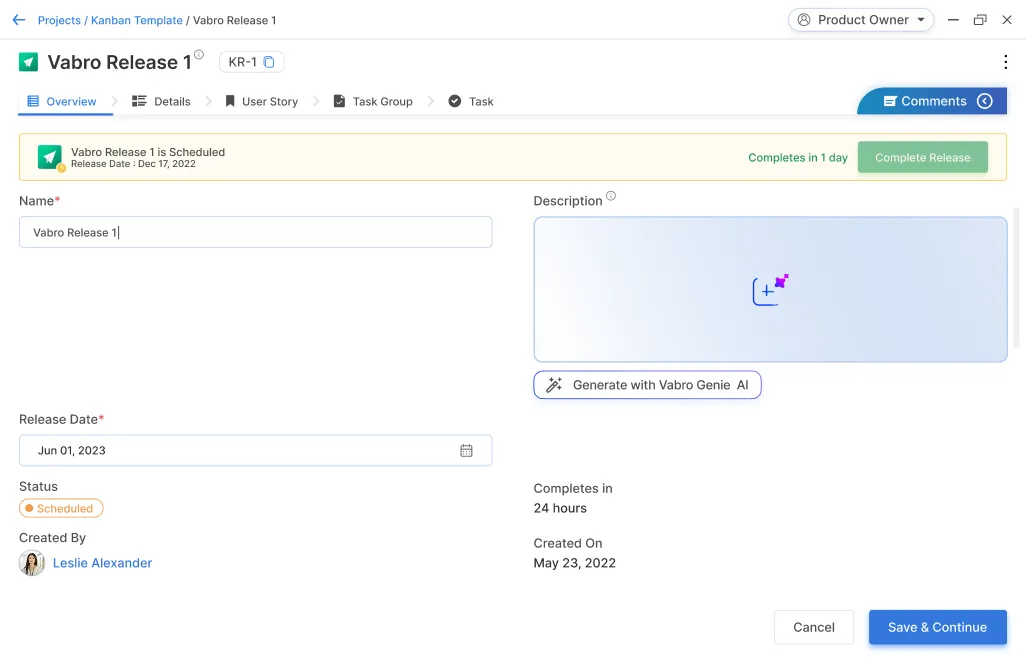 Projects / Kanban Template / Vabro Release 1
Product Owner
Vabro Release 1
KR-1
Overview
Details
User Story
Task Group
Task
Comments
Vabro Release 1 is Scheduled
Release Date : Dec 17, 2022
Completes in 1 day
Complete Release
Name*
Vabro Release 1
Description
Generate with Vabro Genie AI
Release Date*
Jun 01, 2023
Status
Scheduled
Completes in
24 hours
Created By
Leslie Alexander
Created On
May 23, 2022
Cancel
Save & Continue